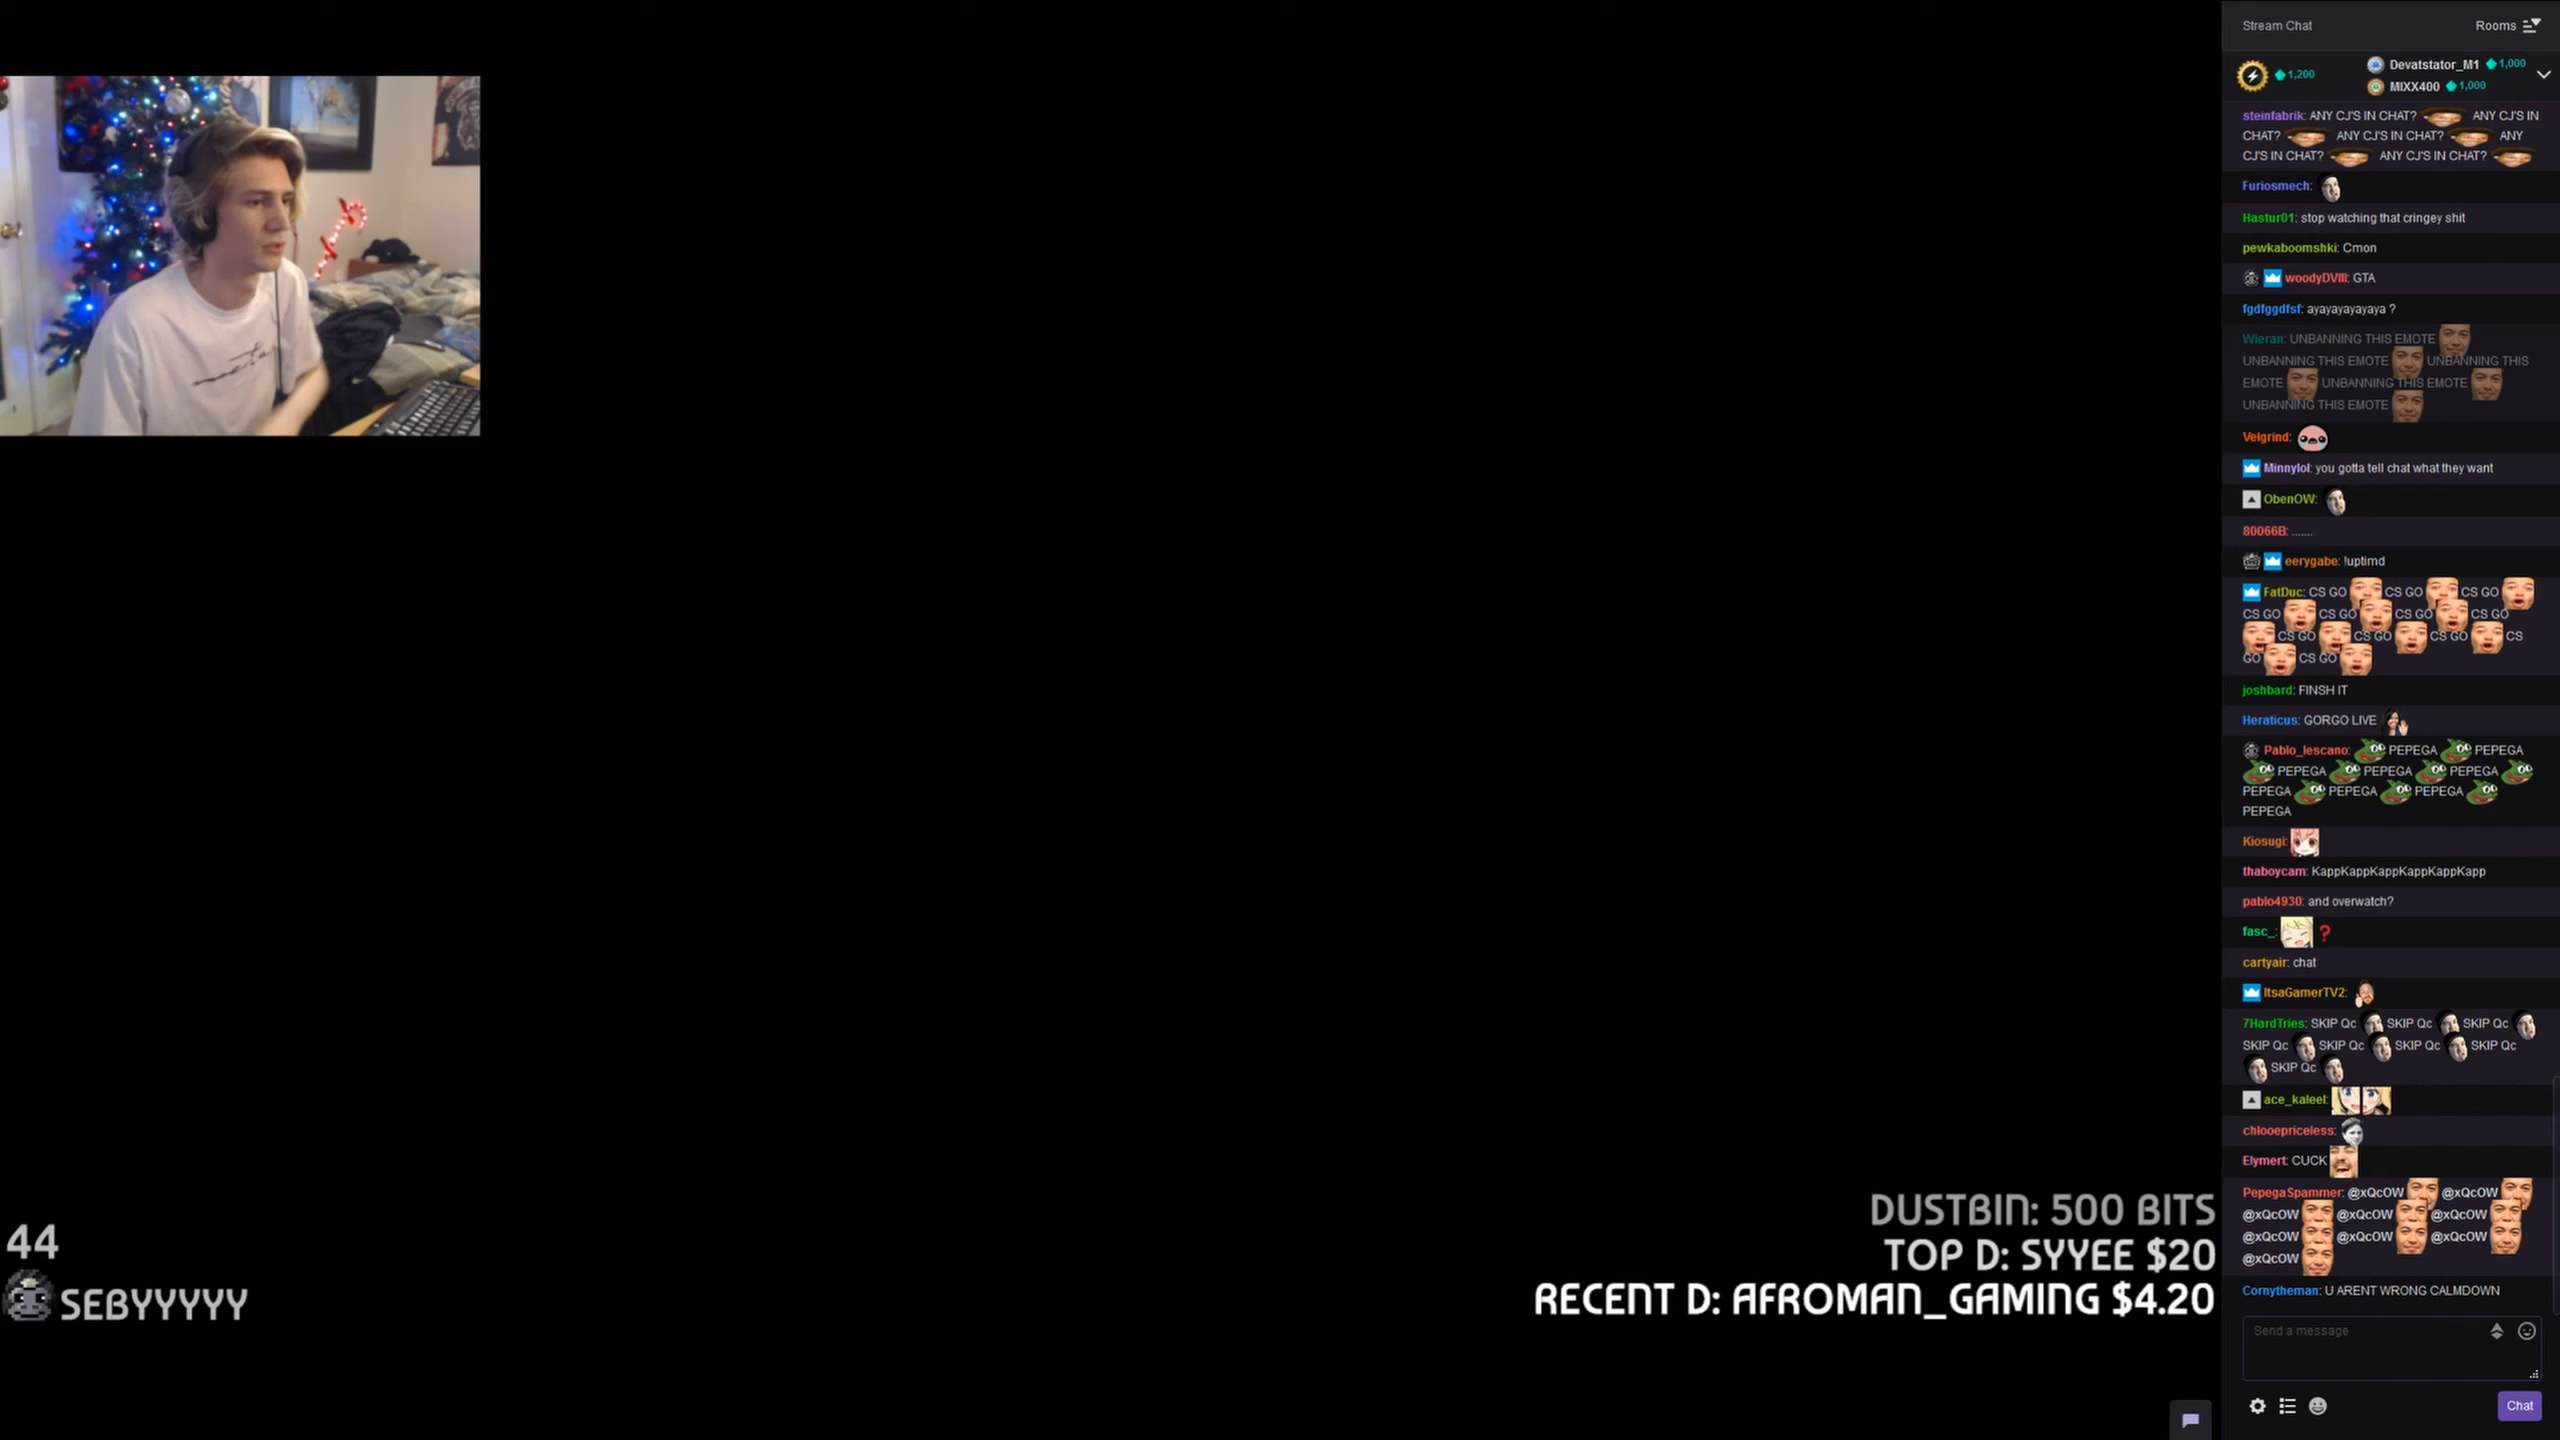 Stream Chat
Rooms
1,200
Devatstator_M1 1,000
MIXX400 1,000
steinfabrik: ANY CJ'S IN CHAT? ANY CJ'S IN
CHAT? ANY CJ'S IN CHAT? ANY
CJ'S IN CHAT? ANY CJ'S IN CHAT?
Furiosmech:
Hastur01: stop watching that cringey shit
pewkaboomshki: Cmon
woodyDVIII: GTA
fgdfggdfsf: ayayayayayaya ?
Wieran: UNBANNING THIS EMOTE
UNBANNING THIS EMOTE UNBANNING THIS
EMOTE UNBANNING THIS EMOTE
UNBANNING THIS EMOTE
Velgrind:
Minnylol: you gotta tell chat what they want
ObenOW:
80066B: .......
eerygabe: !uptimd
FatDuc: CS GO CS GO CS GO
CS GO CS GO CS GO CS GO
CS GO CS GO CS GO CS
GO CS GO
joshbard: FINSH IT
Heraticus: GORGO LIVE
Pablo_lescano: PEPEGA PEPEGA
PEPEGA PEPEGA PEPEGA
PEPEGA PEPEGA PEPEGA
PEPEGA
Kiosugi:
thaboycam: KappKappKappKappKappKapp
pablo4930: and overwatch?
fasc_: ?
cartyair: chat
ItsaGamerTV2:
7HardTries: SKIP Qc SKIP Qc SKIP Qc
SKIP Qc SKIP Qc SKIP Qc SKIP Qc
SKIP Qc
ace_kaleel:
chlooepriceless:
Elymert: CUCK
PepegaSpammer: @xQcOW @xQcOW
@xQcOW @xQcOW @xQcOW
@xQcOW @xQcOW @xQcOW
@xQcOW
Cornytheman: U ARENT WRONG CALMDOWN
Send a message
Chat
DUSTBIN: 500 BITS
TOP D: SYYEE $20
RECENT D: AFROMAN_GAMING $4.20
44
SEBYYYYY